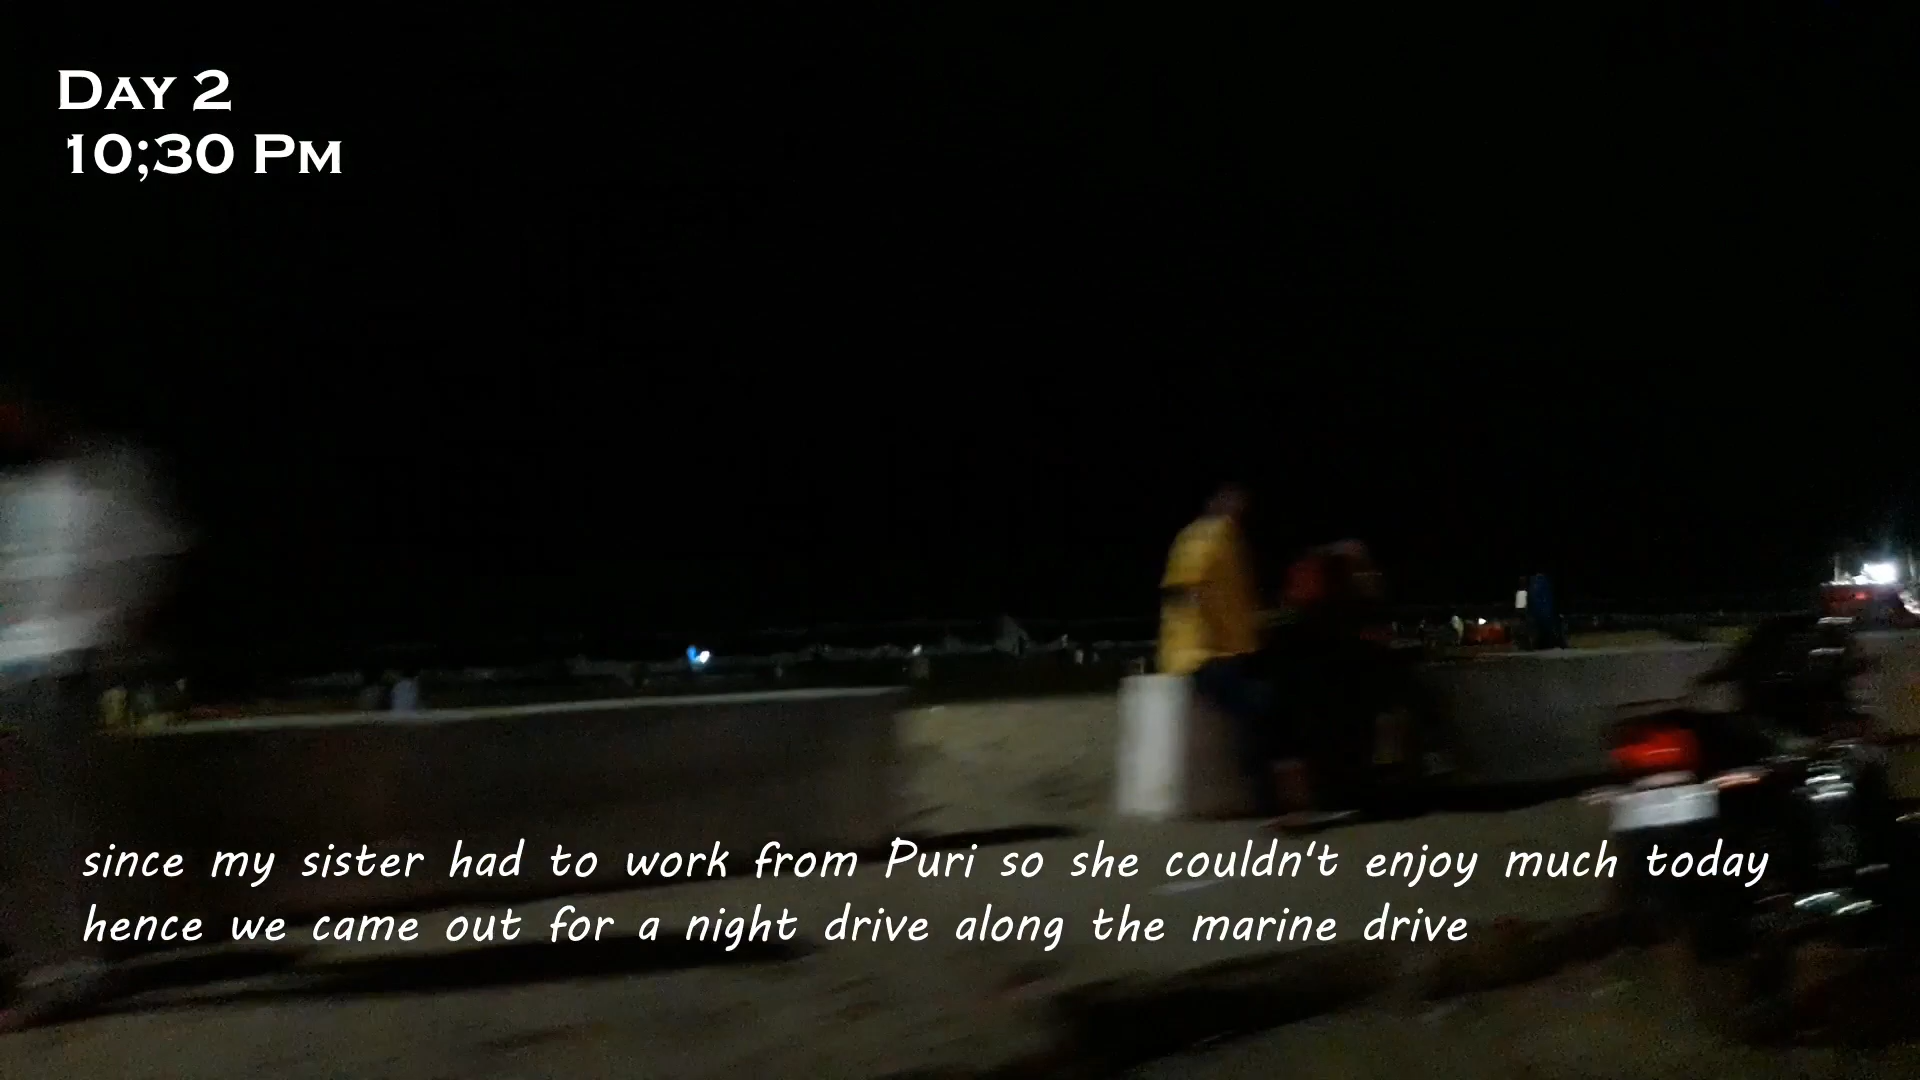 Day 2
10;30 Pm
since my sister had to work from Puri so she couldn't enjoy much today
hence we came out for a night drive along the marine drive